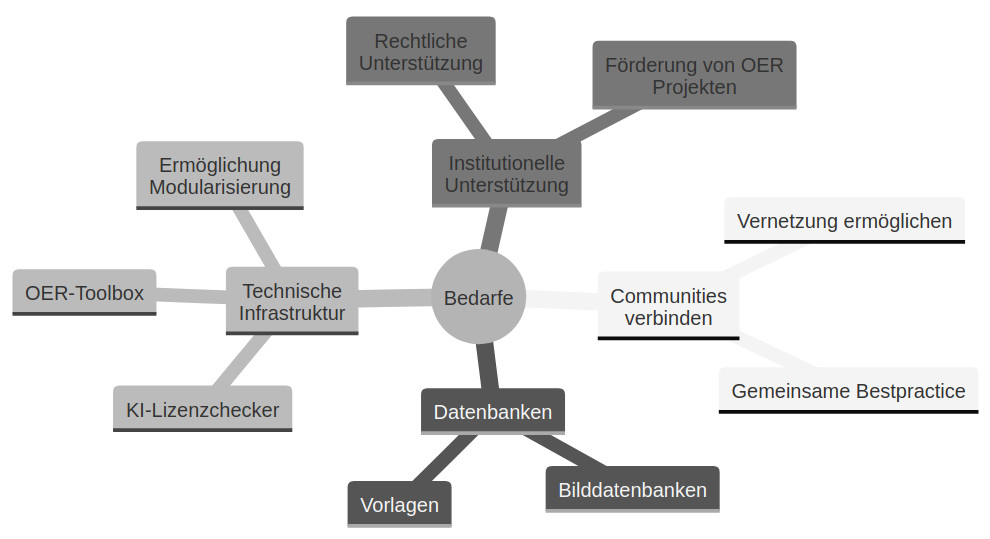 Rechtliche
Unterstützung
Förderung von OER
Projekten
Ermöglichung
Modularisierung
Institutionelle
Unterstützung
Vernetzung ermöglichen
OER-Toolbox
Technische
Infrastruktur
Bedarfe
Communities
verbinden
KI-Lizenzchecker
Datenbanken
Gemeinsame Bestpractice
Vorlagen
Bilddatenbanken